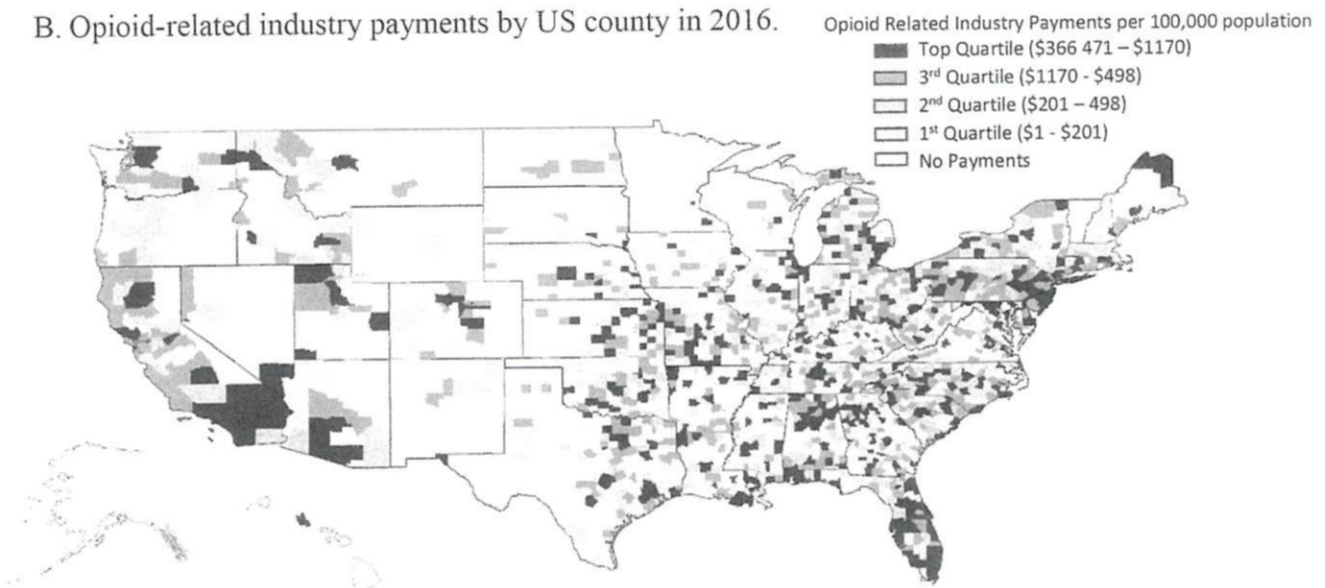 B. Opioid-related industry payments by US county in 2016.
Opioid Related Industry Payments per 100,000 population
Top Quartile ($366 471 – $1170)
3rd Quartile ($1170 - $498)
2nd Quartile ($201 – 498)
1st Quartile ($1 - $201)
No Payments